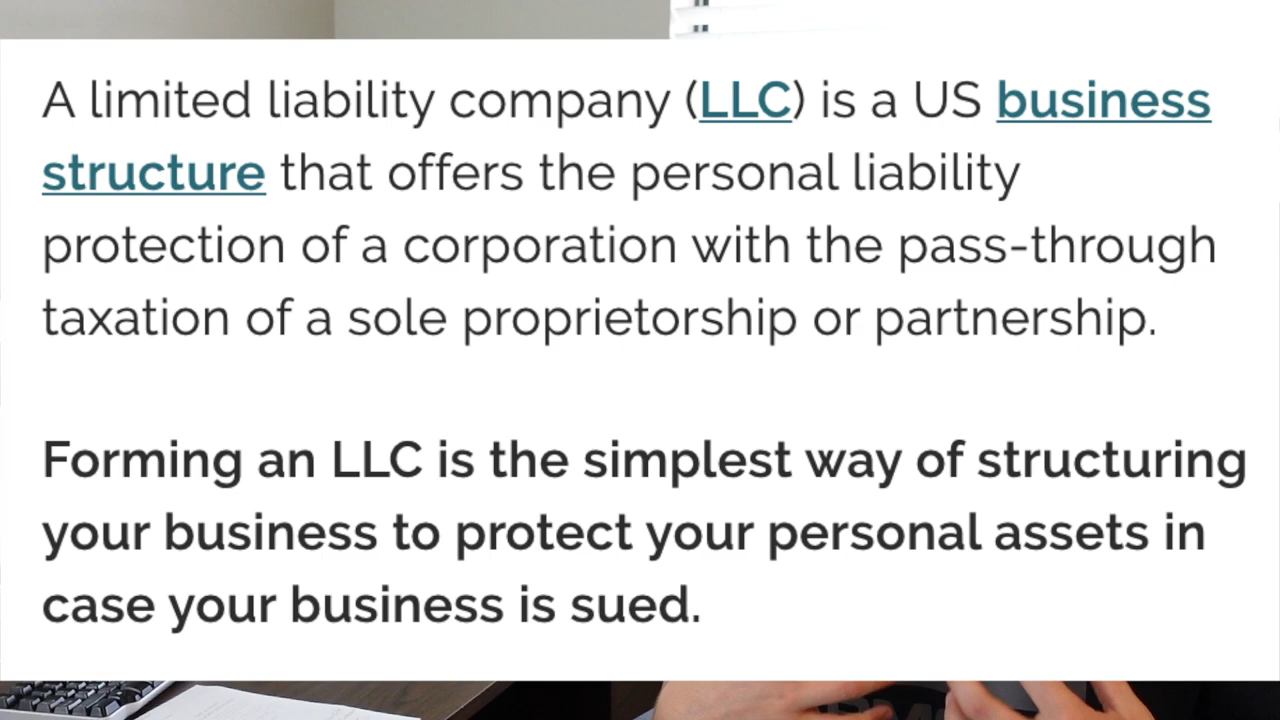 A limited liability company (LLC) is a US business
structure that offers the personal liability
protection of a corporation with the pass-through
taxation of a sole proprietorship or partnership.
Forming an LLC is the simplest way of structuring
your business to protect your personal assets in
case your business is sued.